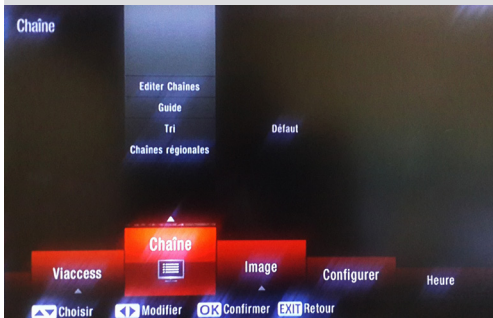 Chaîne
Editer Chaînes
Guide
Tri Défaut
Chaînes régionales
Viaccess Chaîne Image Configurer Heure
Choisir Modifier OK Confirmer EXIT Retour